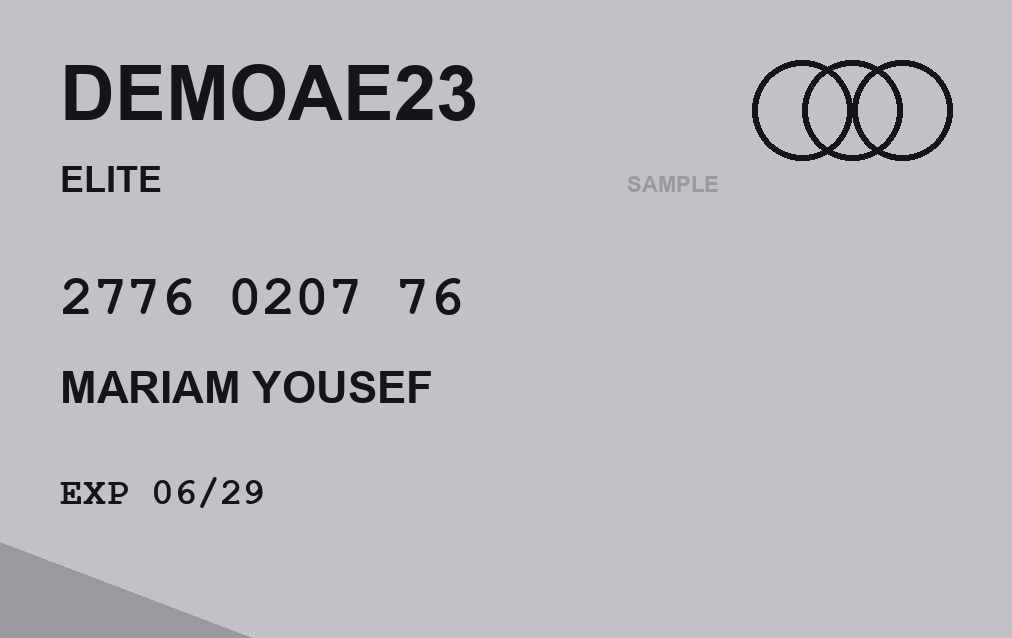 DEMOAE23
ELITE
SAMPLE
2776 0207 76
MARIAM YOUSEF
EXP 06/29